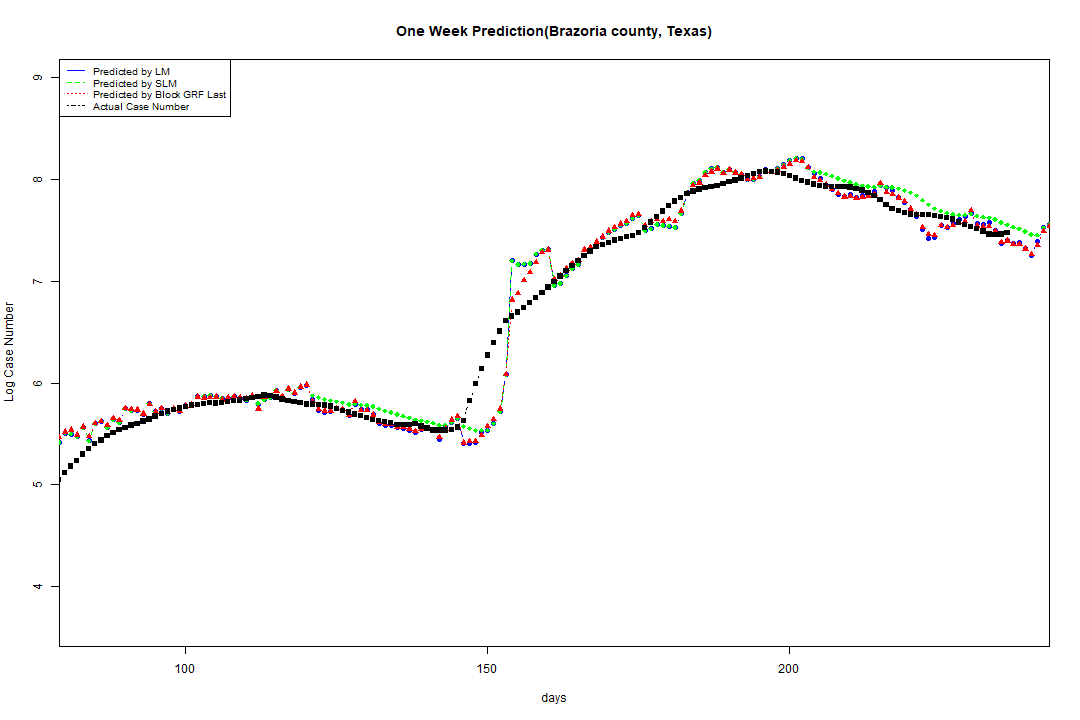 One Week Prediction(Brazoria county, Texas)
Predicted by LM
Predicted by SLM
Predicted by Block GRF Last
Actual Case Number
9
8
7
6
5
4
Log Case Number
100 150 200
days